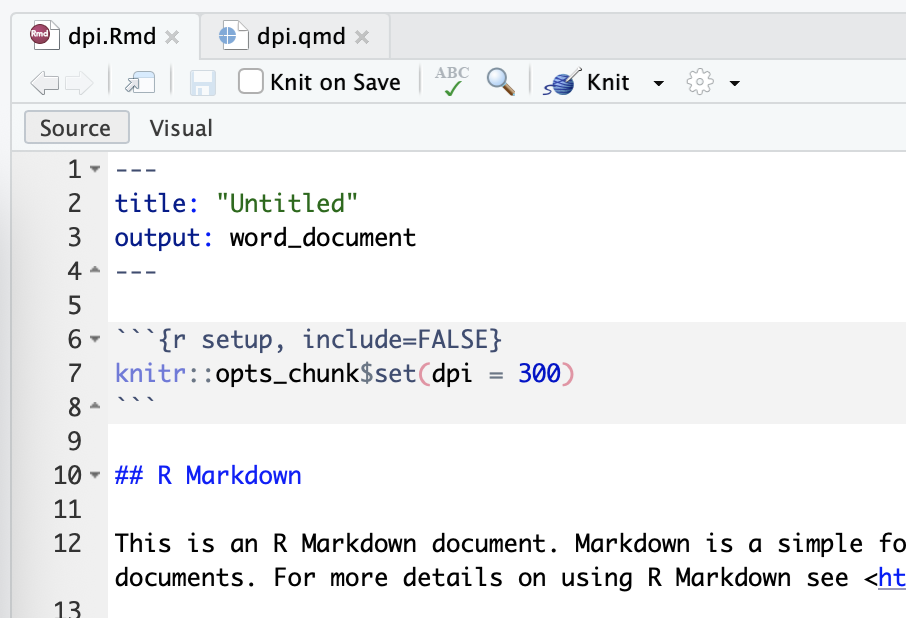 Rmd dpi.Rmd × dpi.qmd ×
Knit on Save ABC Knit
Source Visual
1 ---
2 title: "Untitled"
3 output: word_document
4 ---
5
6 ```{r setup, include=FALSE}
7 knitr::opts_chunk$set(dpi = 300)
8 ```
9
10 ## R Markdown
11
12 This is an R Markdown document. Markdown is a simple fo
documents. For more details on using R Markdown see <ht
13